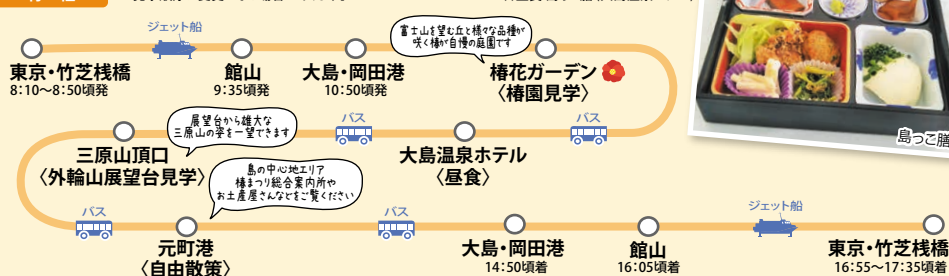 ジェット船
富士山を望む丘と様々な品種が
咲く椿が自慢の庭園です
東京・竹芝桟橋
8:10〜8:50頃発
館山
9:35頃発
大島・岡田港
10:50頃発
椿花ガーデン
〈椿園見学〉
島っこ膳
展望台から雄大な
三原山の姿を一望できます
バス
バス
三原山頂口
〈外輪山展望台見学〉
大島温泉ホテル
〈昼食〉
島の中心地エリア
椿まつり総合案内所や
お土産屋さんなどをご覧ください
バス
バス
ジェット船
元町港
〈自由散策〉
大島・岡田港
14:50頃着
館山
16:05頃着
東京・竹芝桟橋
16:55〜17:35頃着